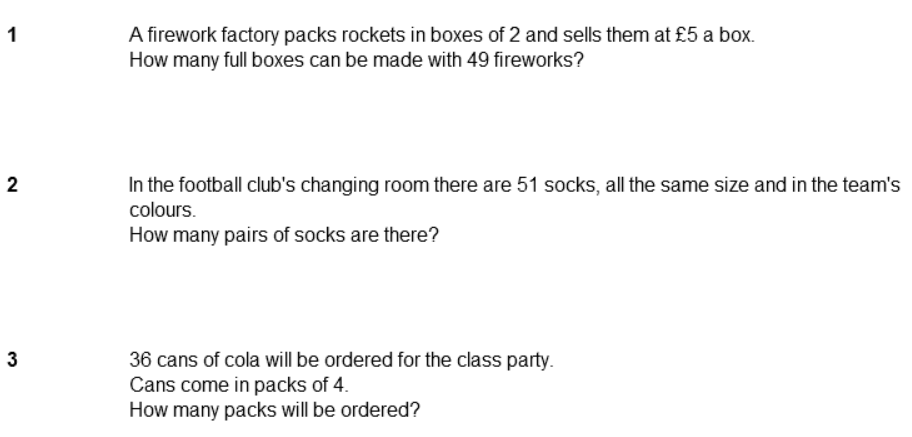 1 A firework factory packs rockets in boxes of 2 and sells them at £5 a box.
How many full boxes can be made with 49 fireworks?
2 In the football club's changing room there are 51 socks, all the same size and in the team's
colours.
How many pairs of socks are there?
3 36 cans of cola will be ordered for the class party.
Cans come in packs of 4.
How many packs will be ordered?